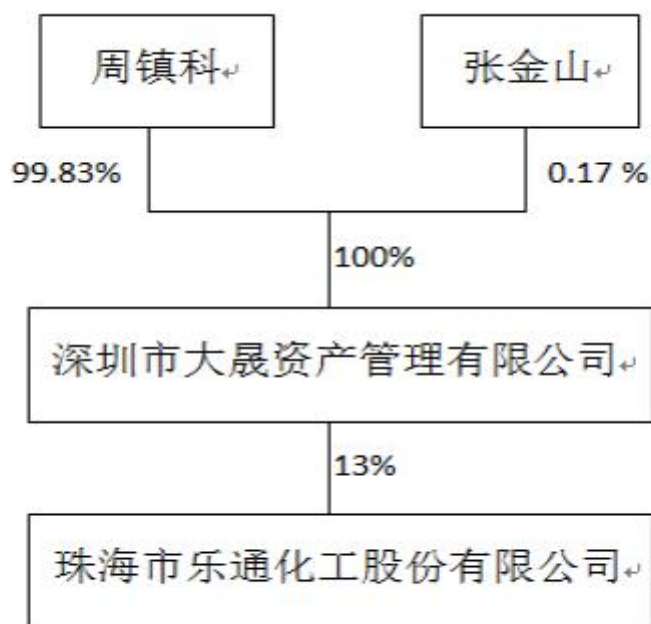 周镇科
张金山
99.83%
0.17 %
100%
深圳市大晟资产管理有限公司
13%
珠海市乐通化工股份有限公司